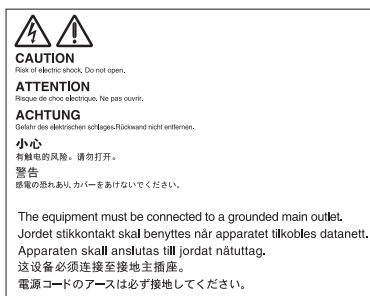 CAUTION
Risk of electric shock. Do not open.
ATTENTION
Risque de choc electrique. Ne pas ouvrir.
ACHTUNG
Gefahr des elektrischen schlages-Rückwand nicht entfernen.
小心
有触电的风险。请勿打开。
警告
感電の恐れあり、カバーをあけないでください。
The equipment must be connected to a grounded main outlet.
Jordet stikkontakt skal benyttes når apparatet tilkobles datanett.
Apparaten skall anslutas till jordat nätuttag.
这设备必须连接至接地主插座。
電源コードのアースは必ず接地してください。